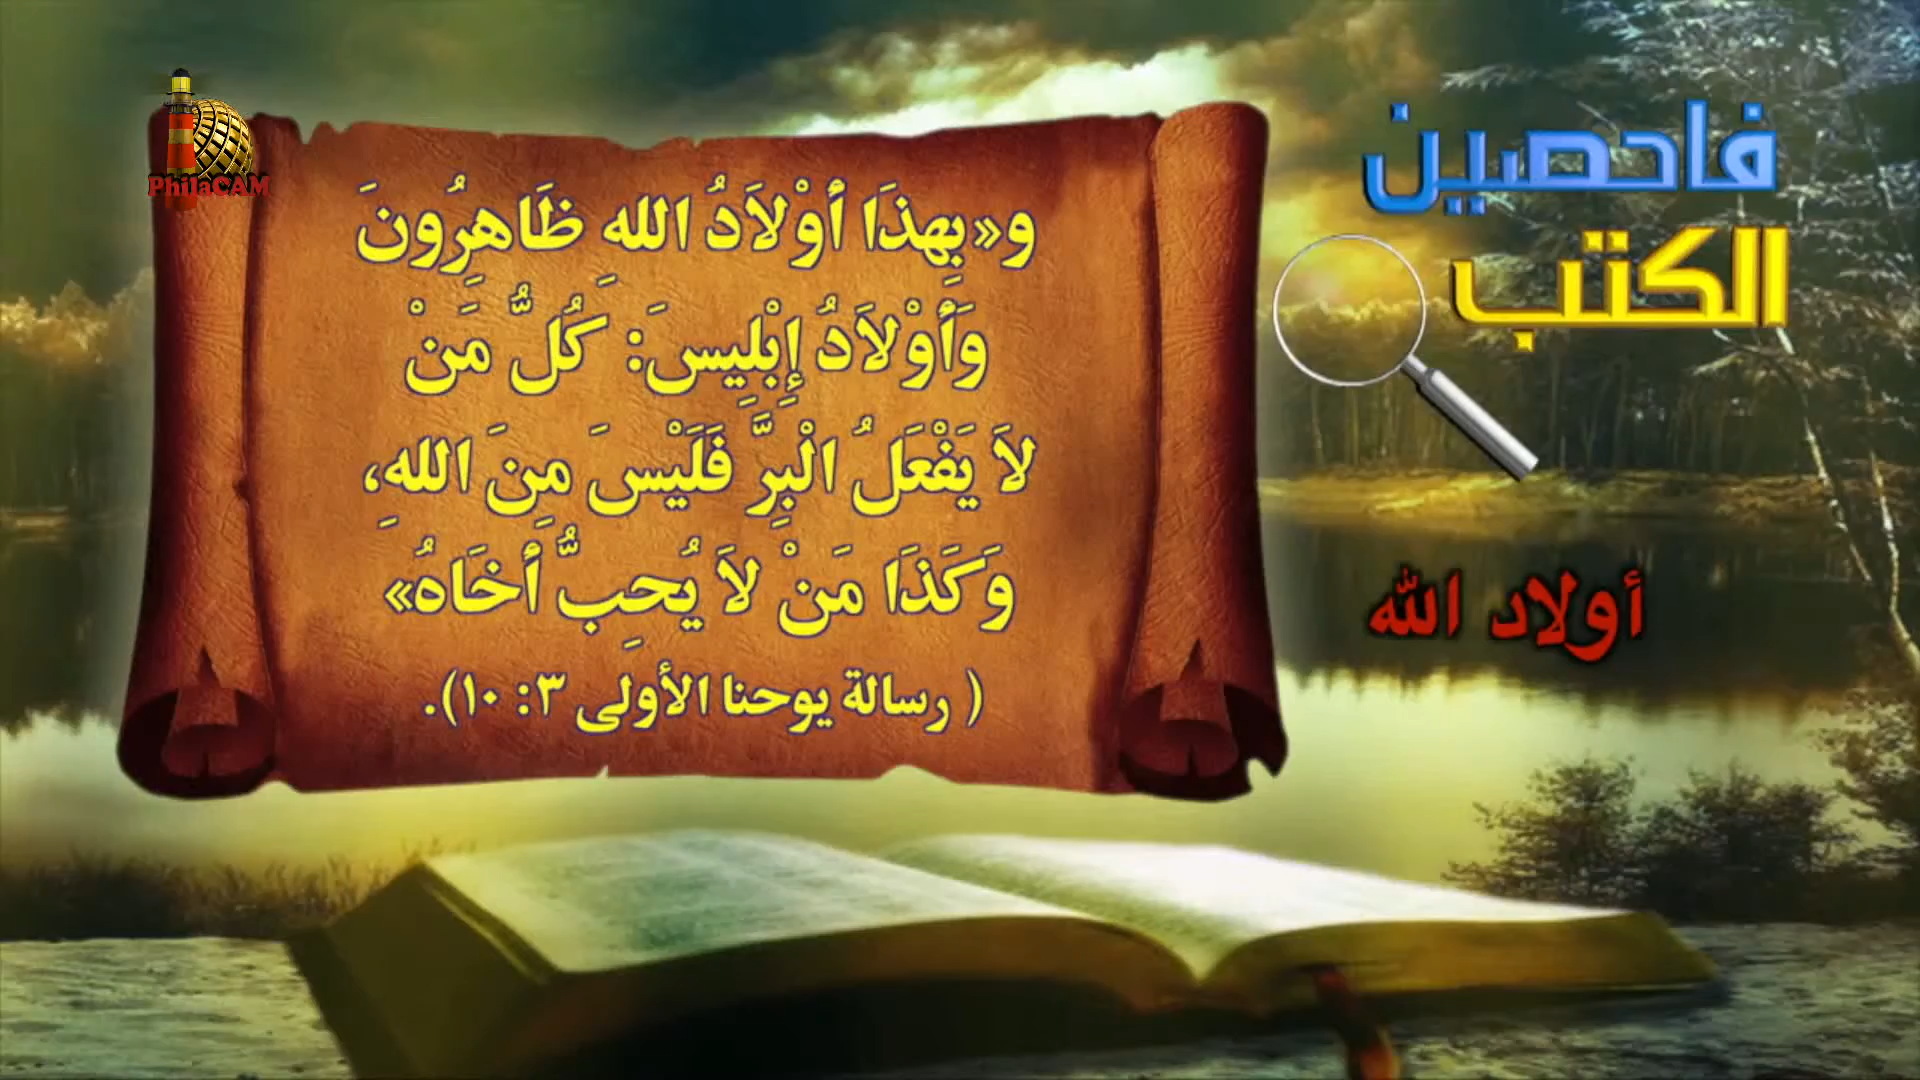 PhilaCAM
فاحصين
الكتب
أولاد الله
و«بِهذَا أَوْلاَدُ اللهِ ظَاهِرُونَ
وَأَوْلاَدُ إِبْلِيسَ: كُلُّ مَنْ
لاَ يَفْعَلُ الْبِرَّ فَلَيْسَ مِنَ اللهِ،
وَكَذَا مَنْ لاَ يُحِبُّ أَخَاهُ»
( رسالة يوحنا الأولى ٣: ١٠).